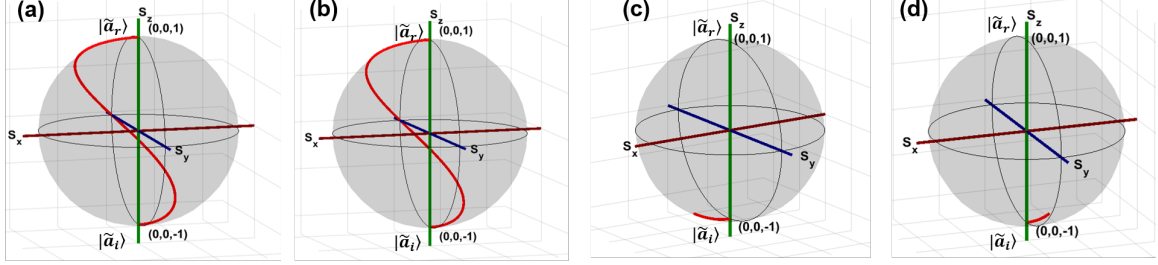 (a)
S_z
|ã_r⟩
(0,0,1)
S_x
S_y
|ã_i⟩
(0,0,-1)
(b)
S_z
|ã_r⟩
(0,0,1)
S_x
S_y
|ã_i⟩
(0,0,-1)
(c)
S_z
|ã_r⟩
(0,0,1)
S_x
S_y
|ã_i⟩
(0,0,-1)
(d)
S_z
|ã_r⟩
(0,0,1)
S_x
S_y
|ã_i⟩
(0,0,-1)